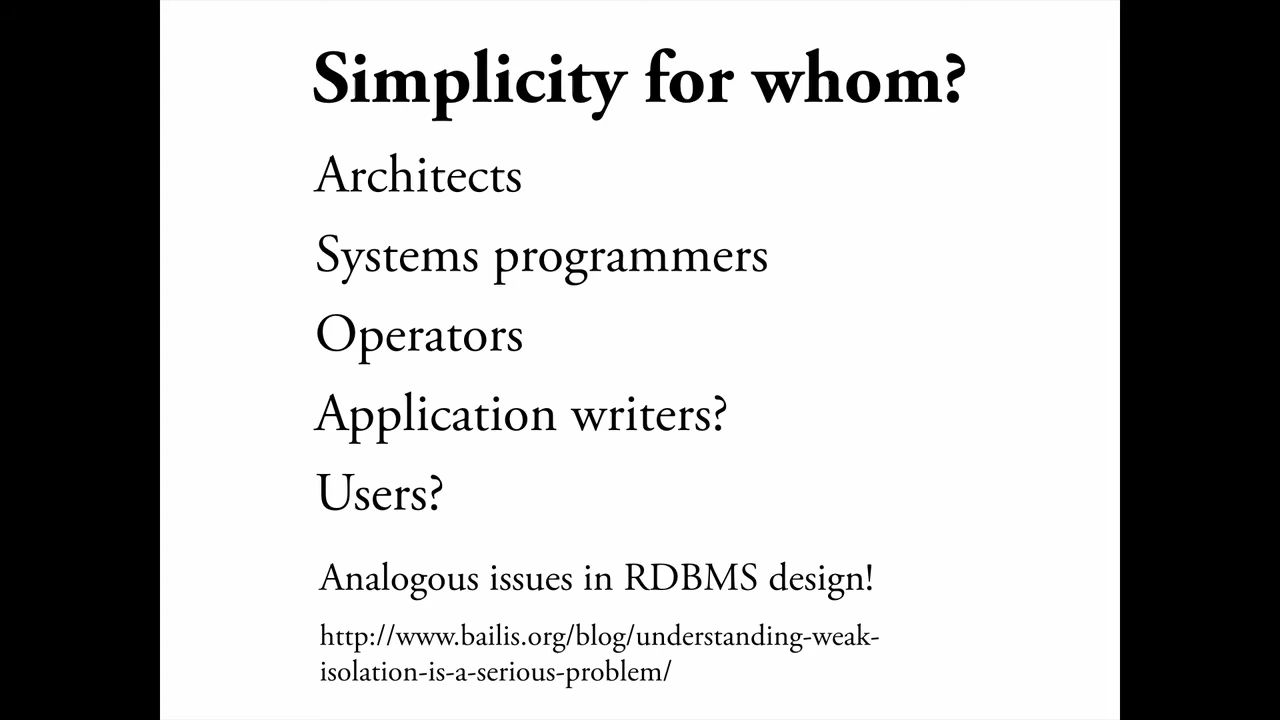 Simplicity for whom?
Architects
Systems programmers
Operators
Application writers?
Users?
Analogous issues in RDBMS design!
http://www.bailis.org/blog/understanding-weak-
isolation-is-a-serious-problem/